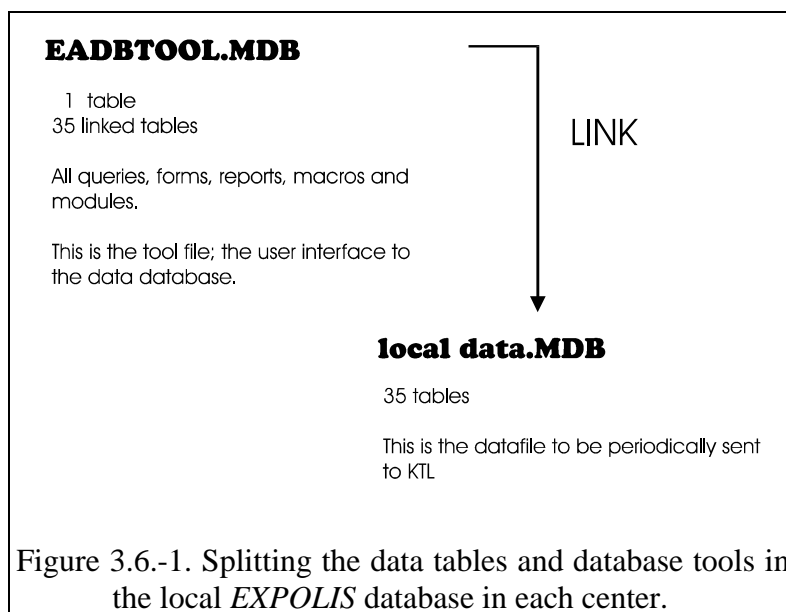 EADBTOOL.MDB
1 table
35 linked tables
LINK
All queries, forms, reports, macros and
modules.
This is the tool file; the user interface to
the data database.
local data.MDB
35 tables
This is the datafile to be periodically sent
to KTL
Figure 3.6.-1. Splitting the data tables and database tools in
the local EXPOLIS database in each center.